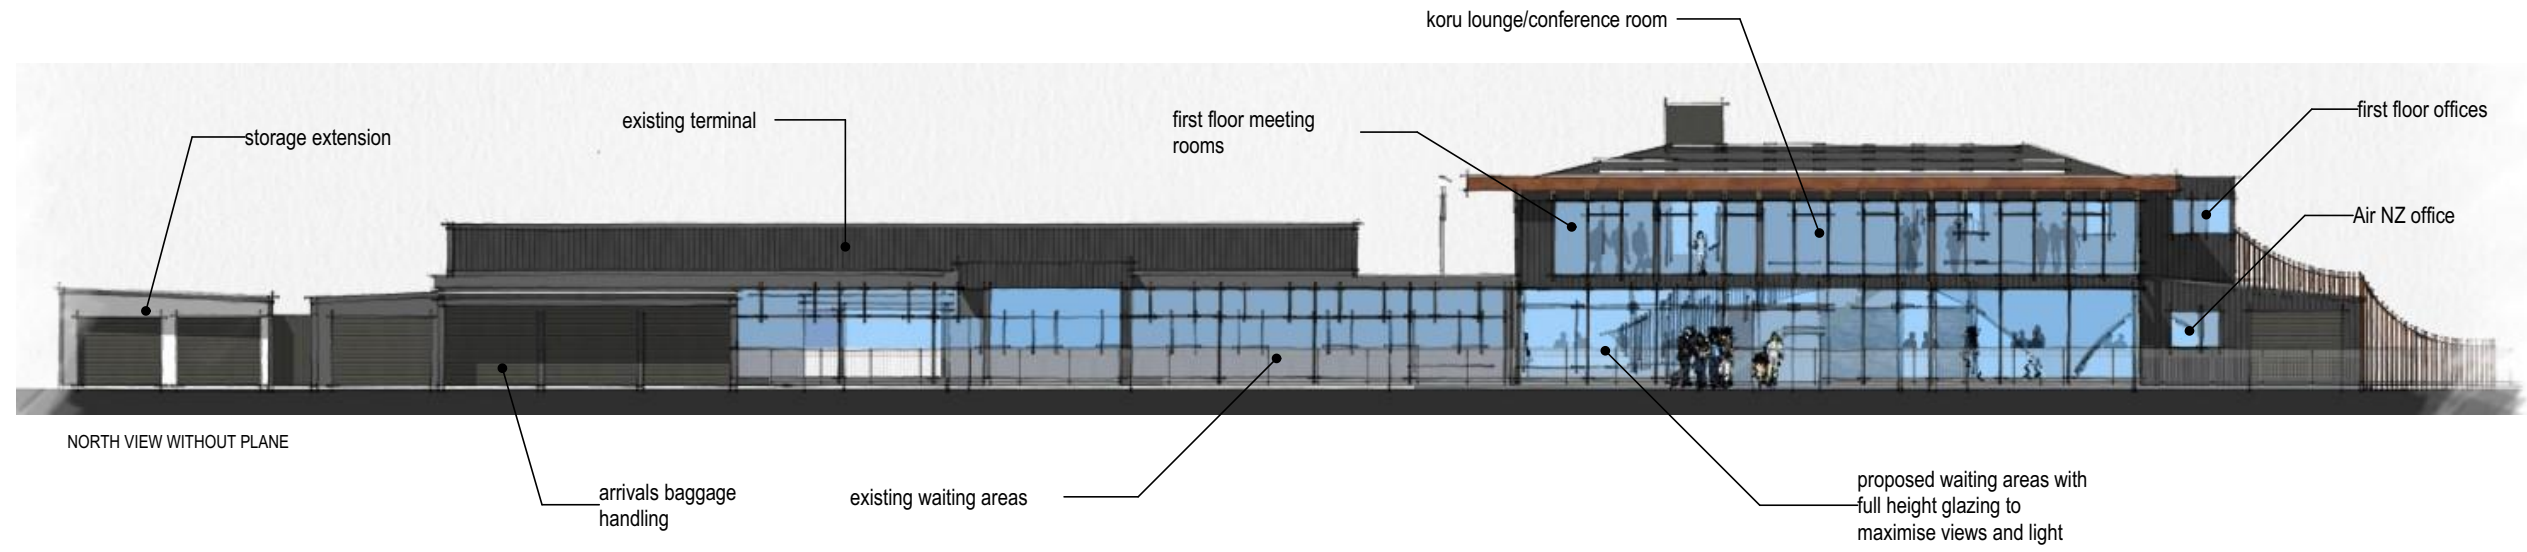 koru lounge/conference room
first floor offices
existing terminal
first floor meeting
rooms
storage extension
Air NZ office
NORTH VIEW WITHOUT PLANE
arrivals baggage
handling
existing waiting areas
proposed waiting areas with
full height glazing to
maximise views and light